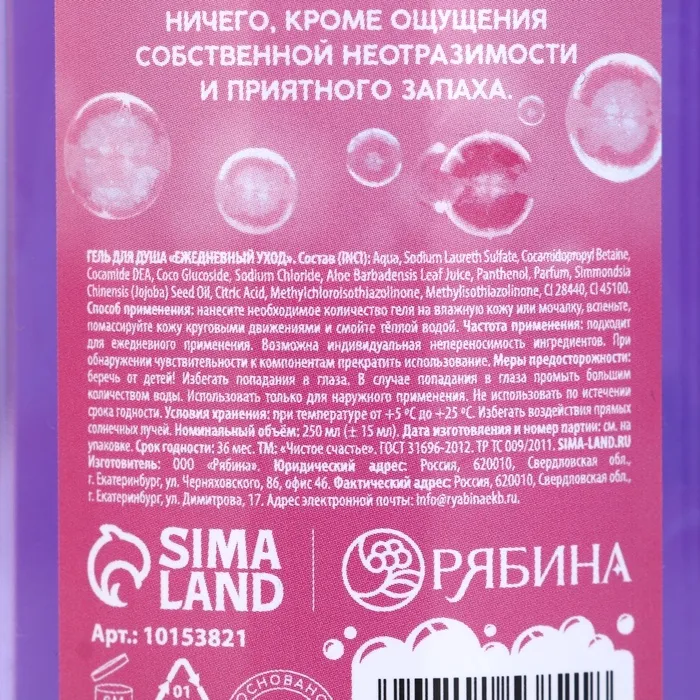 НИЧЕГО, КРОМЕ ОЩУЩЕНИЯ
СОБСТВЕННОЙ НЕОТРАЗИМОСТИ
И ПРИЯТНОГО ЗАПАХА.
ГЕЛЬ ДЛЯ ДУША «ЕЖЕДНЕВНЫЙ УХОД». Состав (INCI): Aqua, Sodium Laureth Sulfate, Cocamidopropyl Betaine,
Cocamide DEA, Coco Glucoside, Sodium Chloride, Aloe Barbadensis Leaf Juice, Panthenol, Parfum, Simmondsia
Chinensis (Jojoba) Seed Oil, Citric Acid, Methylchloroisothiazolinone, Methylisothiazolinone, CI 28440, CI 45100.
Способ применения: нанесите необходимое количество геля на влажную кожу или мочалку, вспеньте,
помассируйте кожу круговыми движениями и смойте тёплой водой. Частота применения: подходит
для ежедневного применения. Возможна индивидуальная непереносимость ингредиентов. При
обнаружении чувствительности к компонентам прекратить использование. Меры предосторожности:
беречь от детей! Избегать попадания в глаза. В случае попадания в глаза промыть большим
количеством воды. Использовать только для наружного применения. Не использовать по истечении
срока годности. Условия хранения: при температуре от +5 ºС до +25 ºС. Избегать воздействия прямых
солнечных лучей. Номинальный объём: 250 мл (± 15 мл). Дата изготовления и номер партии: см. на
упаковке. Срок годности: 36 мес. ТМ: «Чистое счастье». ГОСТ 31696-2012. ТР ТС 009/2011. SIMA-LAND.RU
Изготовитель: ООО «Рябина». Юридический адрес: Россия, 620010, Свердловская обл.,
г. Екатеринбург, ул. Черняховского, 86, офис 46. Фактический адрес: Россия, 620010, Свердловская обл.,
г. Екатеринбург, ул. Димитрова, 17. Адрес электронной почты: info@ryabinaekb.ru.
SIMA
LAND
РЯБИНА
Арт.: 10153821
01
ОСНОВАНО